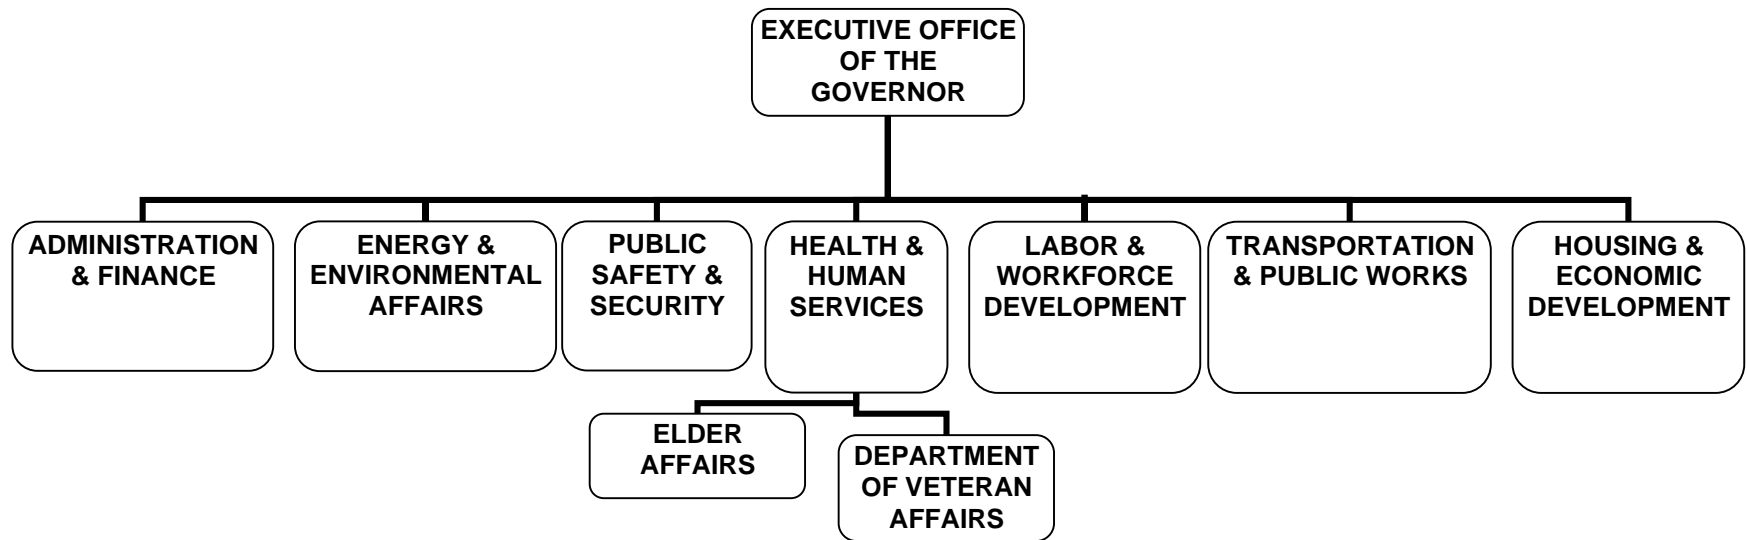 EXECUTIVE OFFICE
OF THE
GOVERNOR
ADMINISTRATION
& FINANCE
ENERGY &
ENVIRONMENTAL
AFFAIRS
PUBLIC
SAFETY &
SECURITY
HEALTH &
HUMAN
SERVICES
LABOR &
WORKFORCE
DEVELOPMENT
TRANSPORTATION
& PUBLIC WORKS
HOUSING &
ECONOMIC
DEVELOPMENT
ELDER
AFFAIRS
DEPARTMENT
OF VETERAN
AFFAIRS